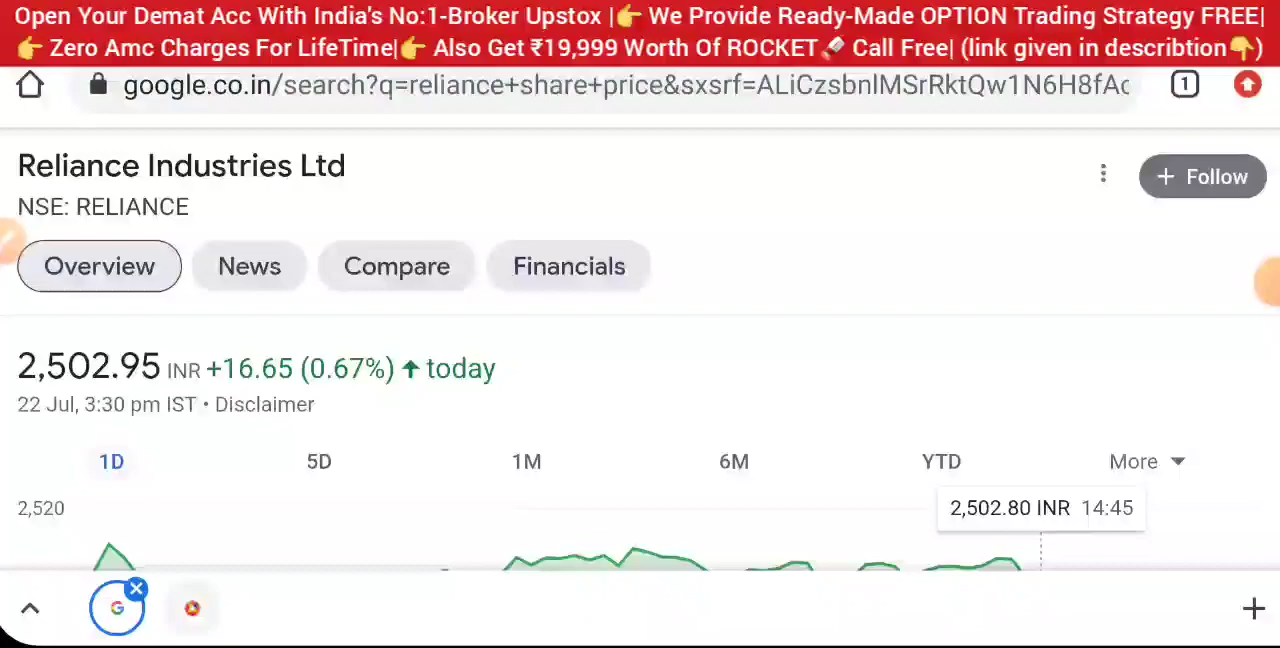 Open Your Demat Acc With India's No:1-Broker Upstox |👉 We Provide Ready-Made OPTION Trading Strategy FREE|
👉 Zero Amc Charges For LifeTime|👉 Also Get ₹19,999 Worth Of ROCKET🚀 Call Free| (link given in describtion👇)
google.co.in/search?q=reliance+share+price&sxsrf=ALiCzsbnlMSrRktQw1N6H8fAc
1
Reliance Industries Ltd
+ Follow
NSE: RELIANCE
Overview News Compare Financials
2,502.95 INR +16.65 (0.67%) ↑ today
22 Jul, 3:30 pm IST • Disclaimer
1D 5D 1M 6M YTD More
2,520
2,502.80 INR 14:45